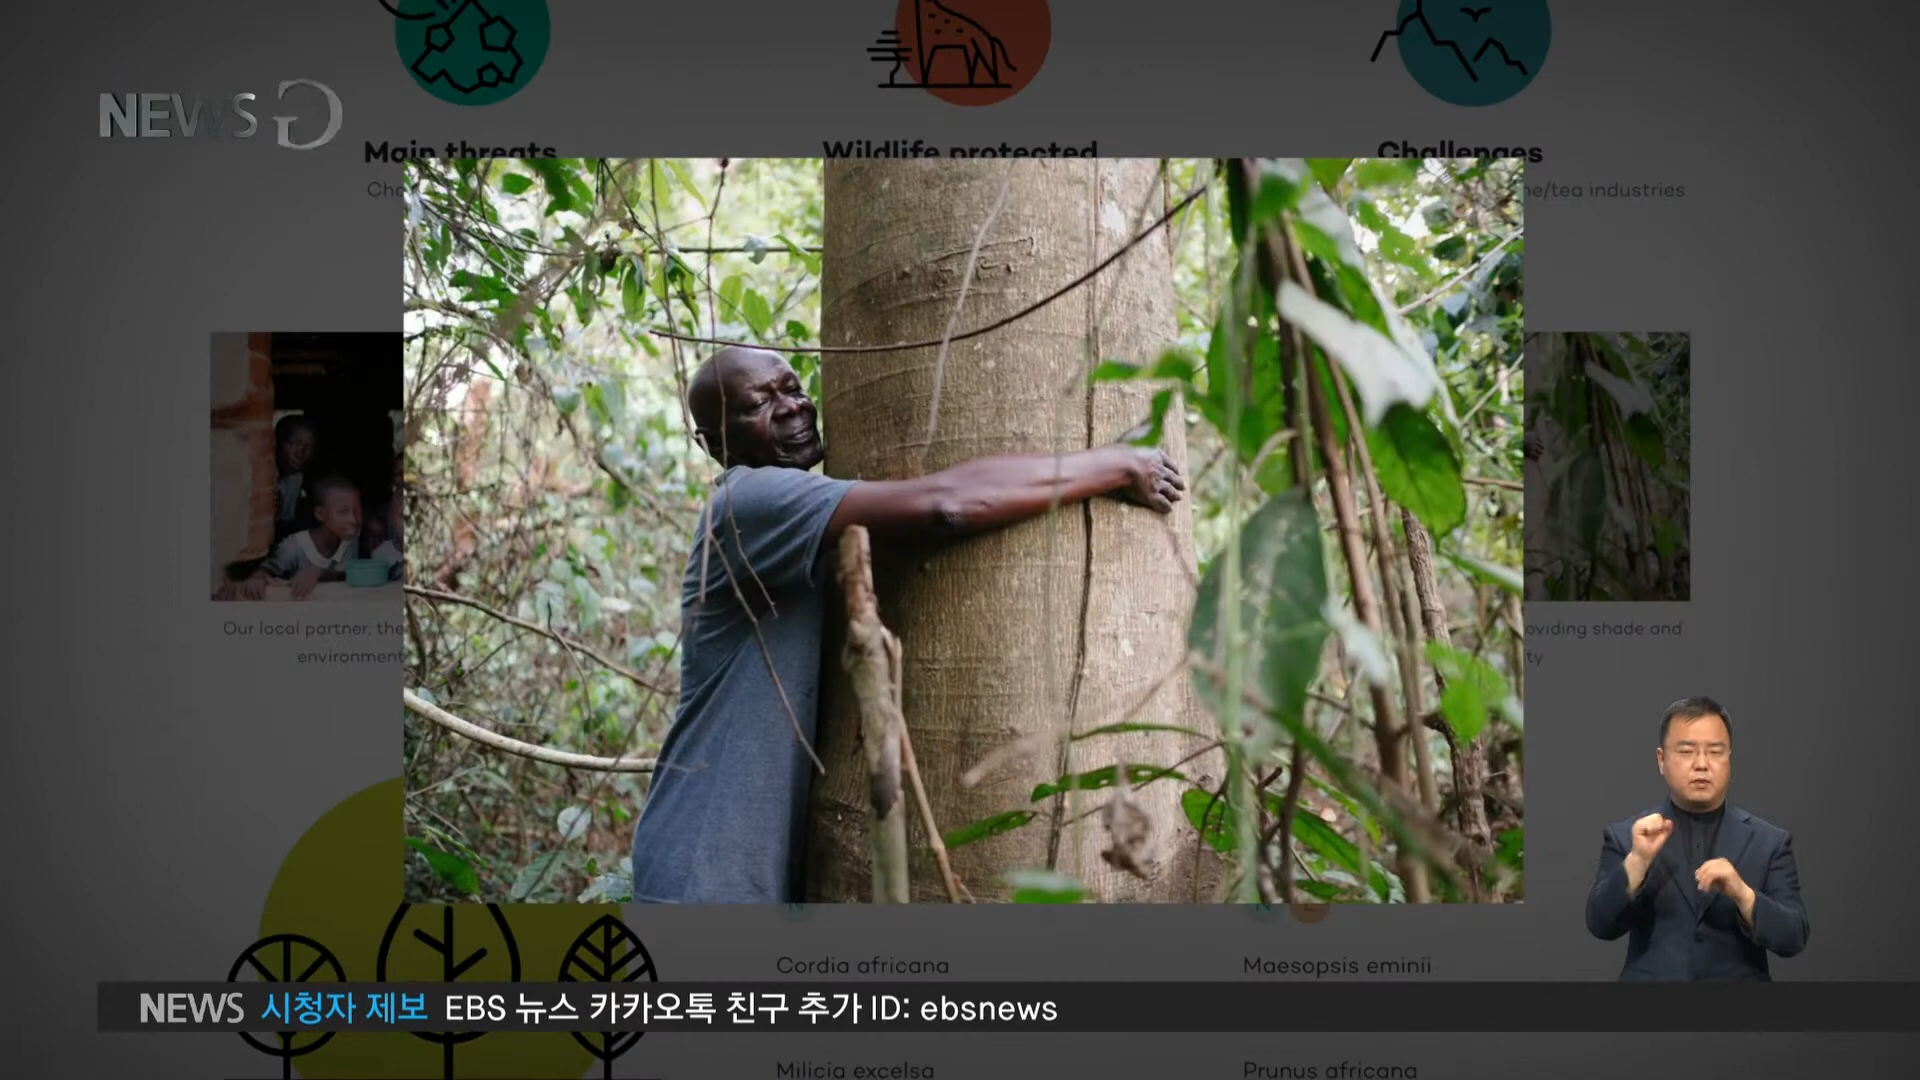 NEWS G
Main threats
Wildlife protected
Challenges
ne/tea industries
Our local partner, the
environment
oviding shade and
ty
Cordia africana
Maesopsis eminii
NEWS 시청자 제보 EBS 뉴스 카카오톡 친구 추가 ID: ebsnews
Milicia excelsa
Prunus africana